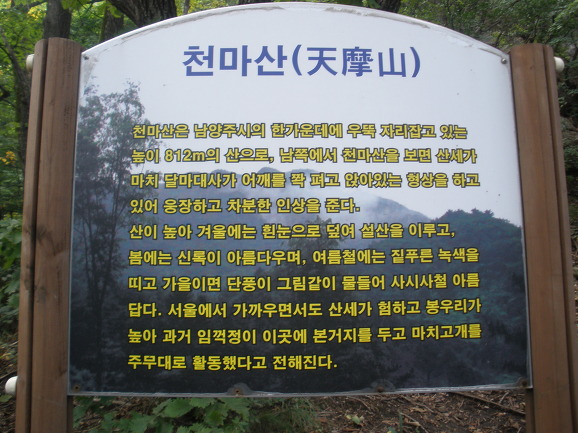 천마산(天摩山)
천마산은 남양주시의 한가운데에 우뚝 자리잡고 있는
높이 812m의 산으로, 남쪽에서 천마산을 보면 산세가
마치 달마대사가 어깨를 쫙 펴고 앉아있는 형상을 하고
있어 웅장하고 차분한 인상을 준다.
산이 높아 겨울에는 흰눈으로 덮여 설산을 이루고,
봄에는 신록이 아름다우며, 여름철에는 짙푸른 녹색을
띠고 가을이면 단풍이 그림같이 물들어 사시사철 아름
답다. 서울에서 가까우면서도 산세가 험하고 봉우리가
높아 과거 임꺽정이 이곳에 본거지를 두고 마치고개를
주무대로 활동했다고 전해진다.